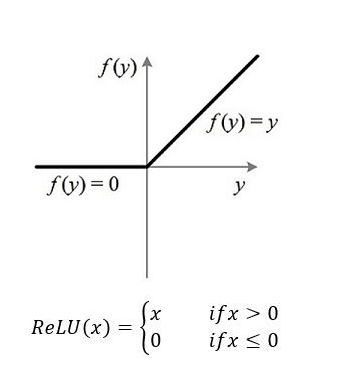 f(y)
f(y) = y
f(y) = 0
y
ReLU(x) = {x if x > 0
0 if x ≤ 0